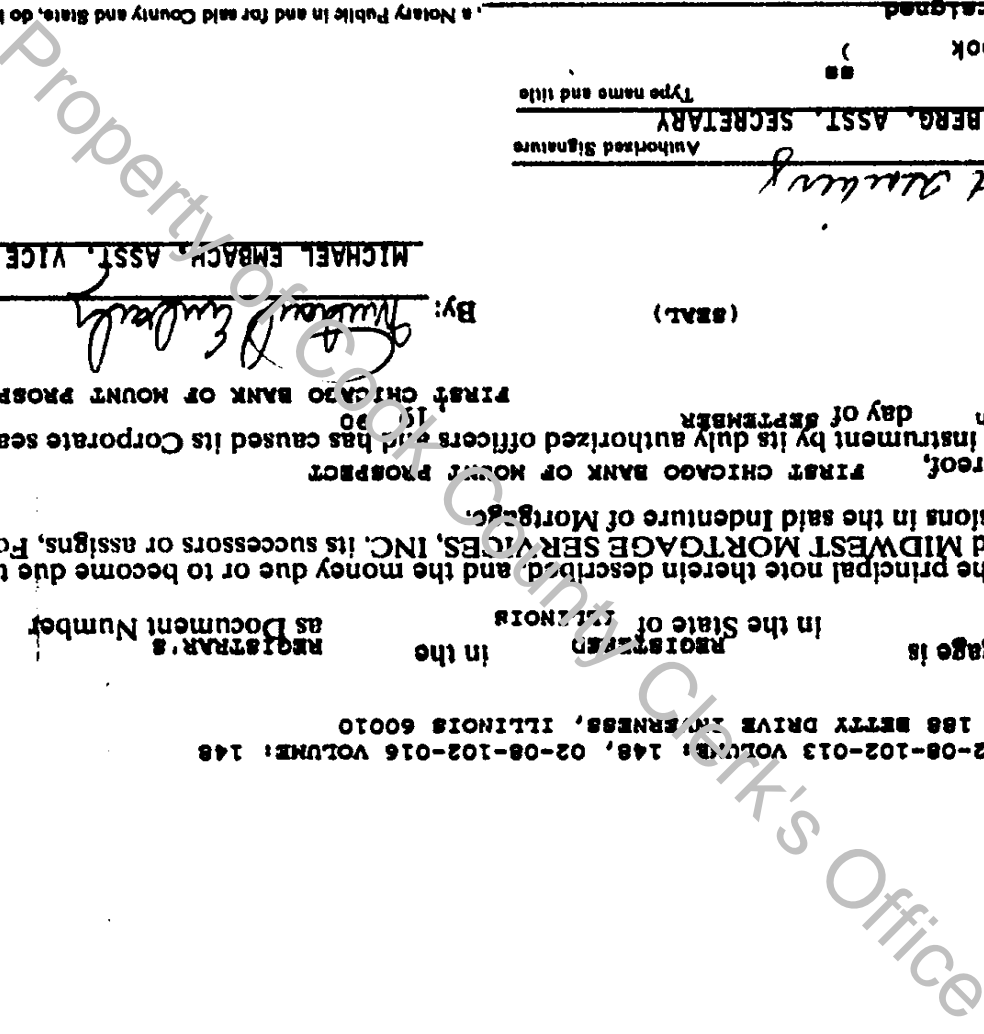 2-08-102-013 VOLUME: 148, 02-08-102-016 VOLUME: 148
188 BETTY DRIVE INVERNESS, ILLINOIS 60010
gage is REGISTERED in the REGISTRAR'S
in the State of ILLINOIS as Document Number
he principal note therein described, and the money due or to become due t
d MIDWEST MORTGAGE SERVICES, INC. its successors or assigns, Fo
sions in the said Indenture of Mortgage.
reof, FIRST CHICAGO BANK OF MOUNT PROSPECT
instrument by its duly authorized officers and has caused its Corporate sea
day of SEPTEMBER , 19 90
FIRST CHICAGO BANK OF MOUNT PROSP
(SEAL) By: Michael Embach
MICHAEL EMBACH, ASST. VICE
Authorized Signature
BERG, ASST. SECRETARY
Type name and title
ss
ook )
esigned , a Notary Public in and for said County and State, do h
Property of Cook County Clerk's Office